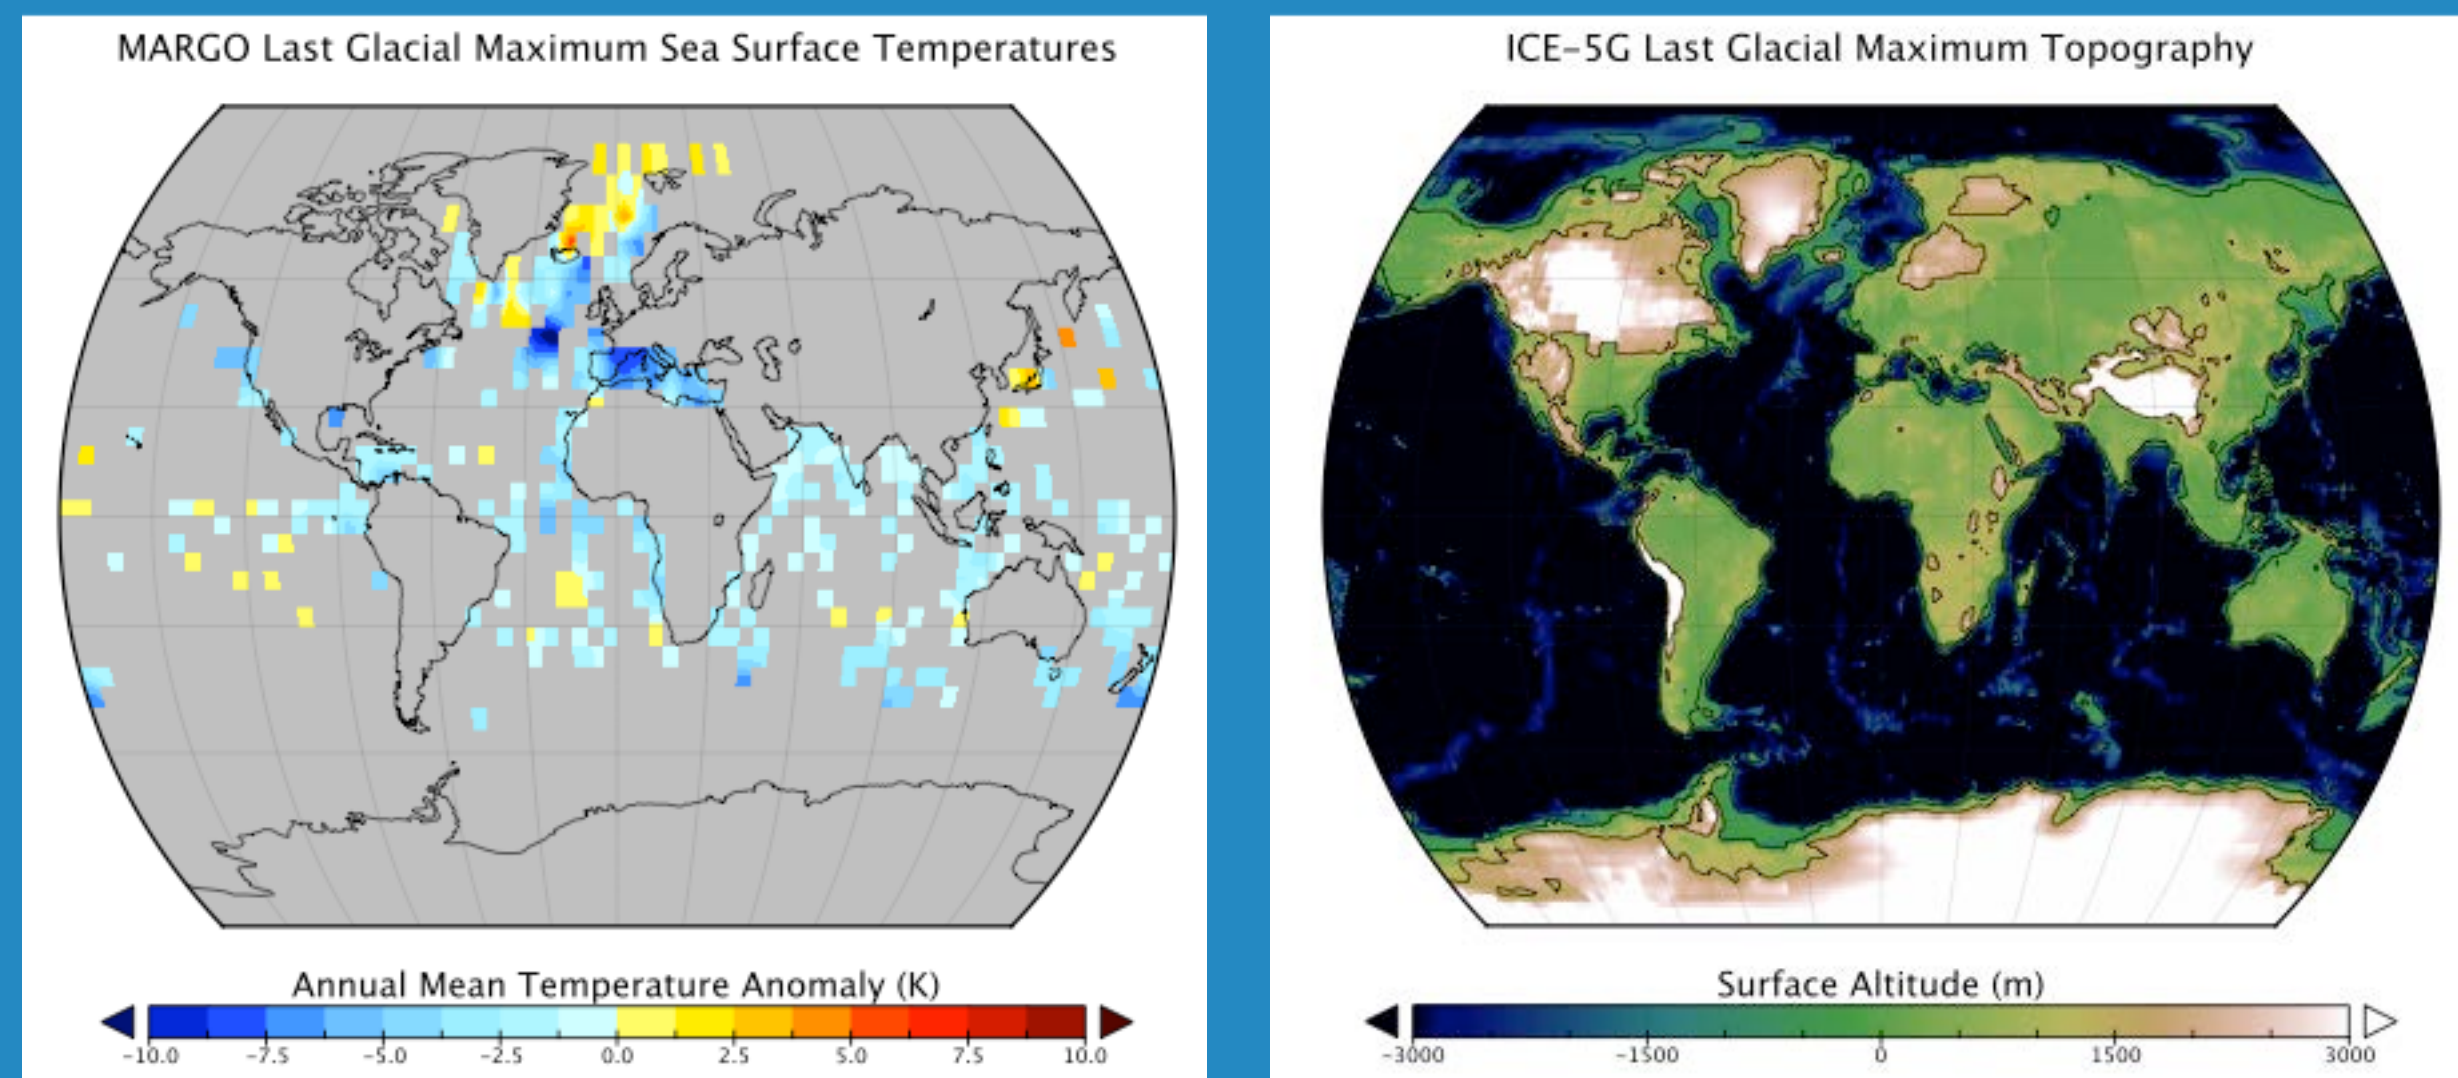 MARGO Last Glacial Maximum Sea Surface Temperatures
Annual Mean Temperature Anomaly (K)
-10.0 -7.5 -5.0 -2.5 0.0 2.5 5.0 7.5 10.0
ICE-5G Last Glacial Maximum Topography
Surface Altitude (m)
-3000 -1500 0 1500 3000